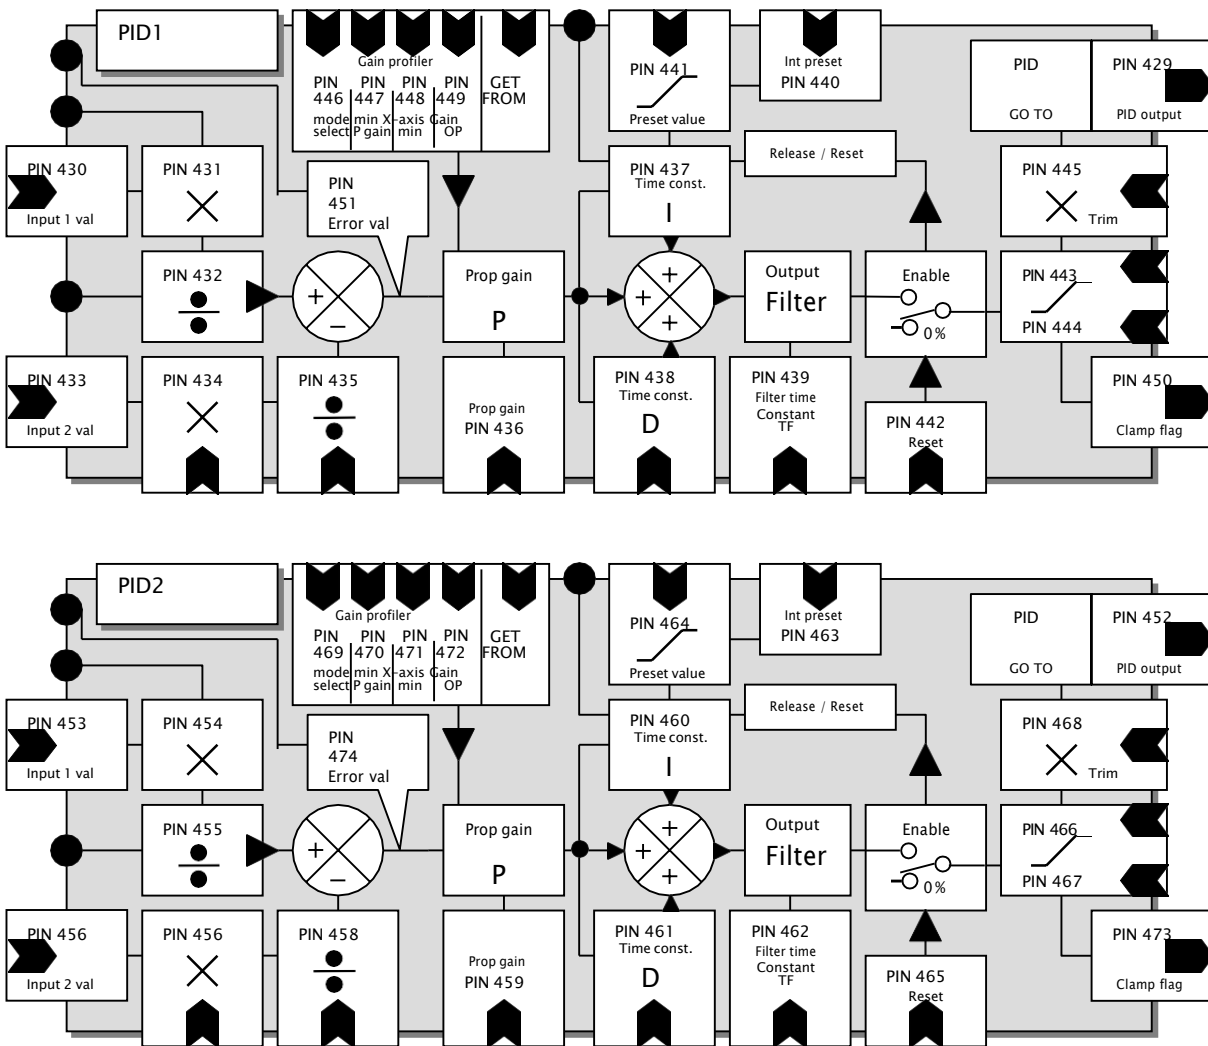 PID1
Gain profiler
PIN 446
PIN 447
PIN 448
PIN 449
GET FROM
mode select
min P gain
X-axis min
Gain OP
PIN 441
Preset value
Int preset
PIN 440
PID
GO TO
PIN 429
PID output
PIN 430
Input 1 val
PIN 431
PIN
451
Error val
PIN 437
Time const.
I
Release / Reset
PIN 445
Trim
PIN 432
+
–
Prop gain
P
+
+
+
Output
Filter
Enable
0%
PIN 443
PIN 444
PIN 433
Input 2 val
PIN 434
PIN 435
Prop gain
PIN 436
PIN 438
Time const.
D
PIN 439
Filter time
Constant
TF
PIN 442
Reset
PIN 450
Clamp flag
PID2
Gain profiler
PIN 469
PIN 470
PIN 471
PIN 472
GET FROM
mode select
min P gain
X-axis min
Gain OP
PIN 464
Preset value
Int preset
PIN 463
PID
GO TO
PIN 452
PID output
PIN 453
Input 1 val
PIN 454
PIN
474
Error val
PIN 460
Time const.
I
Release / Reset
PIN 468
Trim
PIN 455
+
–
Prop gain
P
+
+
+
Output
Filter
Enable
0%
PIN 466
PIN 467
PIN 456
Input 2 val
PIN 456
PIN 458
Prop gain
PIN 459
PIN 461
Time const.
D
PIN 462
Filter time
Constant
TF
PIN 465
Reset
PIN 473
Clamp flag